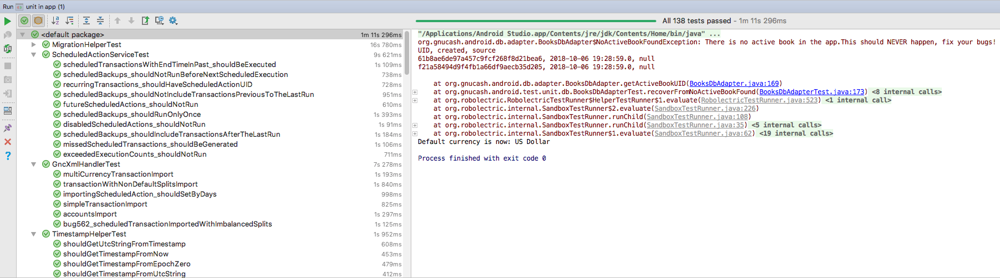 Run unit in app (1)
All 138 tests passed - 1m 11s 296ms
<default package> 1m 11s 296ms
MigrationHelperTest 16s 780ms
ScheduledActionServiceTest 9s 621ms
scheduledTransactionsWithEndTimeInPast_shouldBeExecuted 1s 109ms
scheduledBackups_shouldNotRunBeforeNextScheduledExecution 738ms
recurringTransactions_shouldHaveScheduledActionUID 728ms
scheduledBackups_shouldNotIncludeTransactionsPreviousToTheLastRun 951ms
futureScheduledActions_shouldNotRun 610ms
scheduledBackups_shouldRunOnlyOnce 1s 393ms
disabledScheduledActions_shouldNotRun 1s 91ms
scheduledBackups_shouldIncludeTransactionsAfterTheLastRun 1s 184ms
missedScheduledTransactions_shouldBeGenerated 1s 106ms
exceededExecutionCounts_shouldNotRun 711ms
GncXmlHandlerTest 7s 278ms
multiCurrencyTransactionImport 1s 193ms
transactionWithNonDefaultSplitsImport 1s 840ms
importingScheduledAction_shouldSetByDays 998ms
simpleTransactionImport 825ms
accountsImport 1s 297ms
bug562_scheduledTransactionImportedWithImbalancedSplits 1s 125ms
TimestampHelperTest 1s 952ms
shouldGetUtcStringFromTimestamp 608ms
shouldGetTimestampFromNow 453ms
shouldGetTimestampFromEpochZero 479ms
shouldGetTimestampFromUtcString 412ms
"/Applications/Android Studio.app/Contents/jre/jdk/Contents/Home/bin/java" ...
org.gnucash.android.db.adapter.BooksDbAdapter$NoActiveBookFoundException: There is no active book in the app.This should NEVER happen, fix your bugs!
UID, created, source
61b8ae6de97a457c9fcf268f8d21bea6, 2018-10-06 19:28:59.0, null
f21a58494d9f4fb1a66df9aecb35d205, 2018-10-06 19:28:59.0, null
at org.gnucash.android.db.adapter.BooksDbAdapter.getActiveBookUID(BooksDbAdapter.java:169)
at org.gnucash.android.test.unit.db.BooksDbAdapterTest.recoverFromNoActiveBookFound(BooksDbAdapterTest.java:173) <8 internal calls>
at org.robolectric.RobolectricTestRunner$HelperTestRunner$1.evaluate(RobolectricTestRunner.java:523) <1 internal call>
at org.robolectric.internal.SandboxTestRunner$2.evaluate(SandboxTestRunner.java:226)
at org.robolectric.internal.SandboxTestRunner.runChild(SandboxTestRunner.java:108)
at org.robolectric.internal.SandboxTestRunner.runChild(SandboxTestRunner.java:35) <5 internal calls>
at org.robolectric.internal.SandboxTestRunner$1.evaluate(SandboxTestRunner.java:62) <19 internal calls>
Default currency is now: US Dollar
Process finished with exit code 0